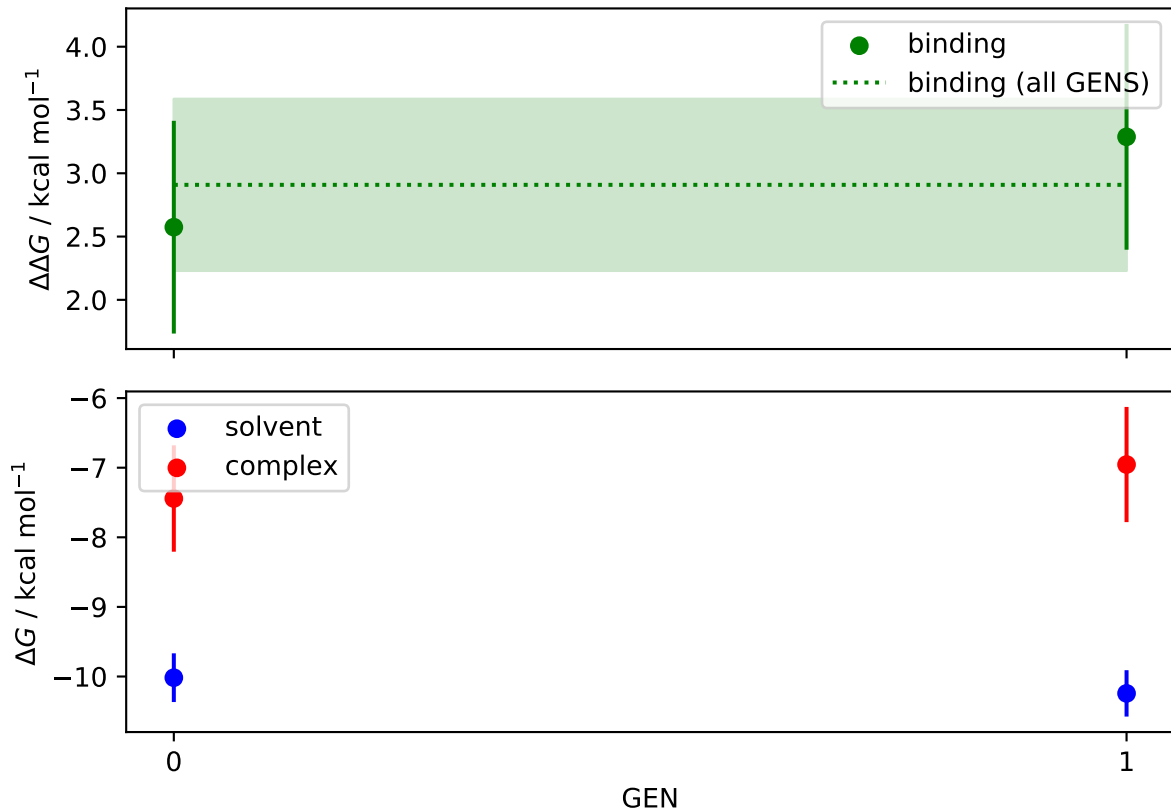 4.0
3.5
3.0
2.5
2.0
ΔΔG / kcal mol⁻¹
binding
binding (all GENS)
−6
−7
−8
−9
−10
ΔG / kcal mol⁻¹
solvent
complex
0
1
GEN